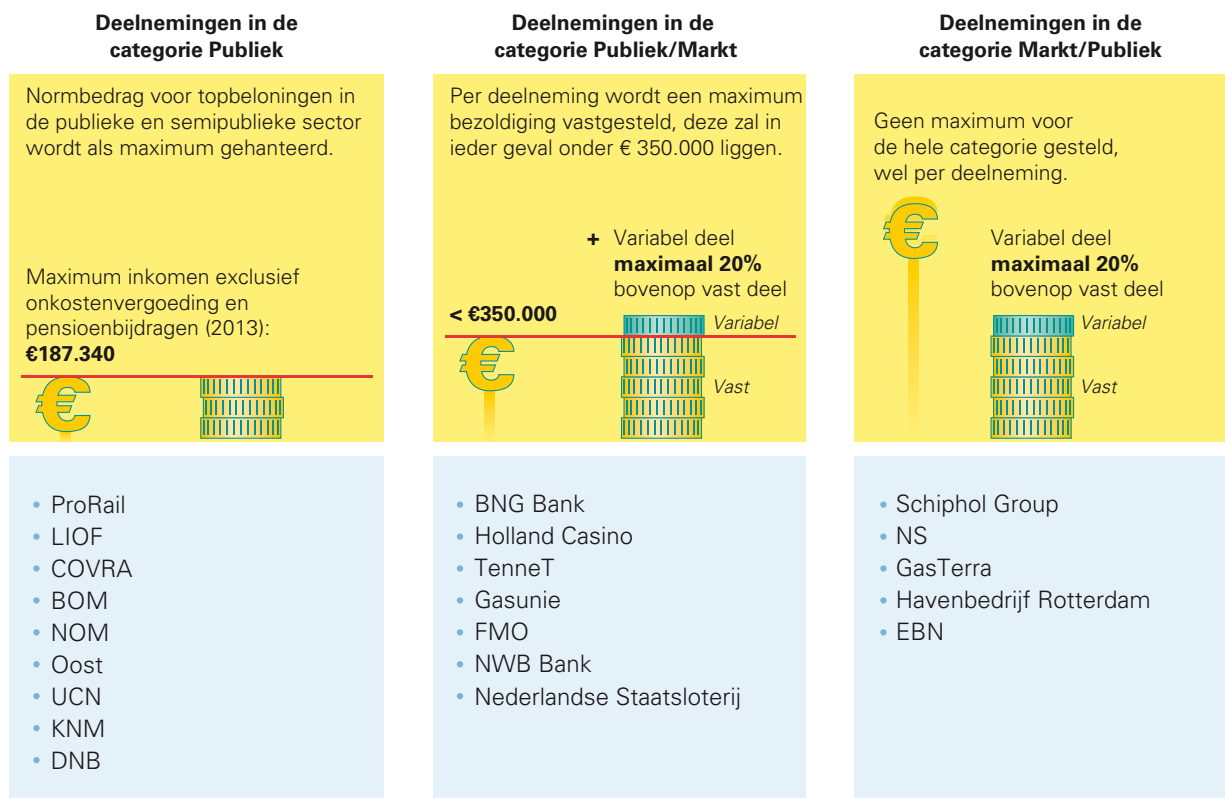 Deelnemingen in de
categorie Publiek
Normbedrag voor topbeloningen in
de publieke en semipublieke sector
wordt als maximum gehanteerd.
Maximum inkomen exclusief
onkostenvergoeding en
pensioenbijdragen (2013):
€187.340
€
• ProRail
• LIOF
• COVRA
• BOM
• NOM
• Oost
• UCN
• KNM
• DNB
Deelnemingen in de
categorie Publiek/Markt
Per deelneming wordt een maximum
bezoldiging vastgesteld, deze zal in
ieder geval onder € 350.000 liggen.
+ Variabel deel
maximaal 20%
bovenop vast deel
< €350.000
Variabel
€
Vast
• BNG Bank
• Holland Casino
• TenneT
• Gasunie
• FMO
• NWB Bank
• Nederlandse Staatsloterij
Deelnemingen in de
categorie Markt/Publiek
Geen maximum voor
de hele categorie gesteld,
wel per deelneming.
€
Variabel deel
maximaal 20%
bovenop vast deel
Variabel
Vast
• Schiphol Group
• NS
• GasTerra
• Havenbedrijf Rotterdam
• EBN